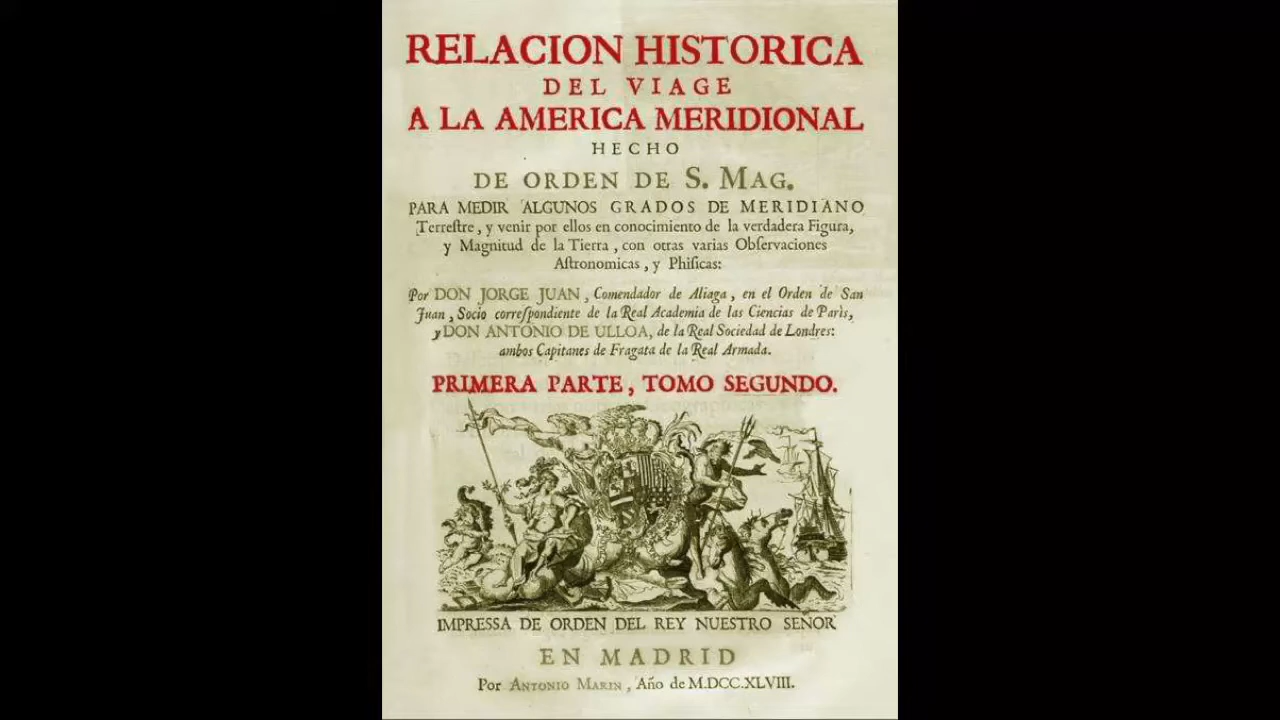 RELACION HISTORICA
DEL VIAGE
A LA AMERICA MERIDIONAL
HECHO
DE ORDEN DE S. MAG.
PARA MEDIR ALGUNOS GRADOS DE MERIDIANO
Terreſtre, y venir por ellos en conocimiento de la verdadera Figura,
y Magnitud de la Tierra, con otras varias Obſervaciones
Aſtronomicas, y Phiſicas:
Por DON JORGE JUAN, Comendador de Aliaga, en el Orden de San
Juan, Socio correſpondiente de la Real Academia de las Ciencias de Parìs,
y DON ANTONIO DE ULLOA, de la Real Sociedad de Londres:
ambos Capitanes de Fragata de la Real Armada.
PRIMERA PARTE, TOMO SEGUNDO.
IMPRESSA DE ORDEN DEL REY NUESTRO SEÑOR
EN MADRID
Por ANTONIO MARIN, Año de M.DCC.XLVIII.